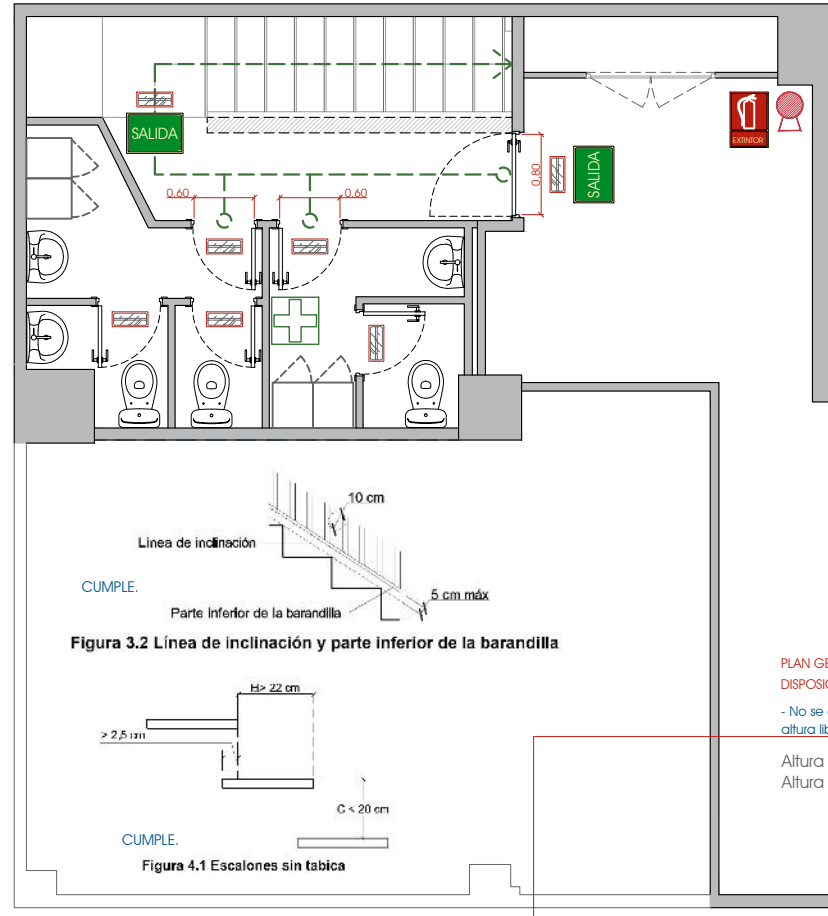 SALIDA
0.60
0.60
0.80
SALIDA
EXTINTOR
10 cm
Línea de inclinación
CUMPLE.
5 cm máx
Parte inferior de la barandilla
Figura 3.2 Línea de inclinación y parte inferior de la barandilla
H> 22 cm
> 2,5 cm
C < 20 cm
CUMPLE.
Figura 4.1 Escalones sin tabica
PLAN GE
DISPOSIC
- No se
altura lib
Altura
Altura